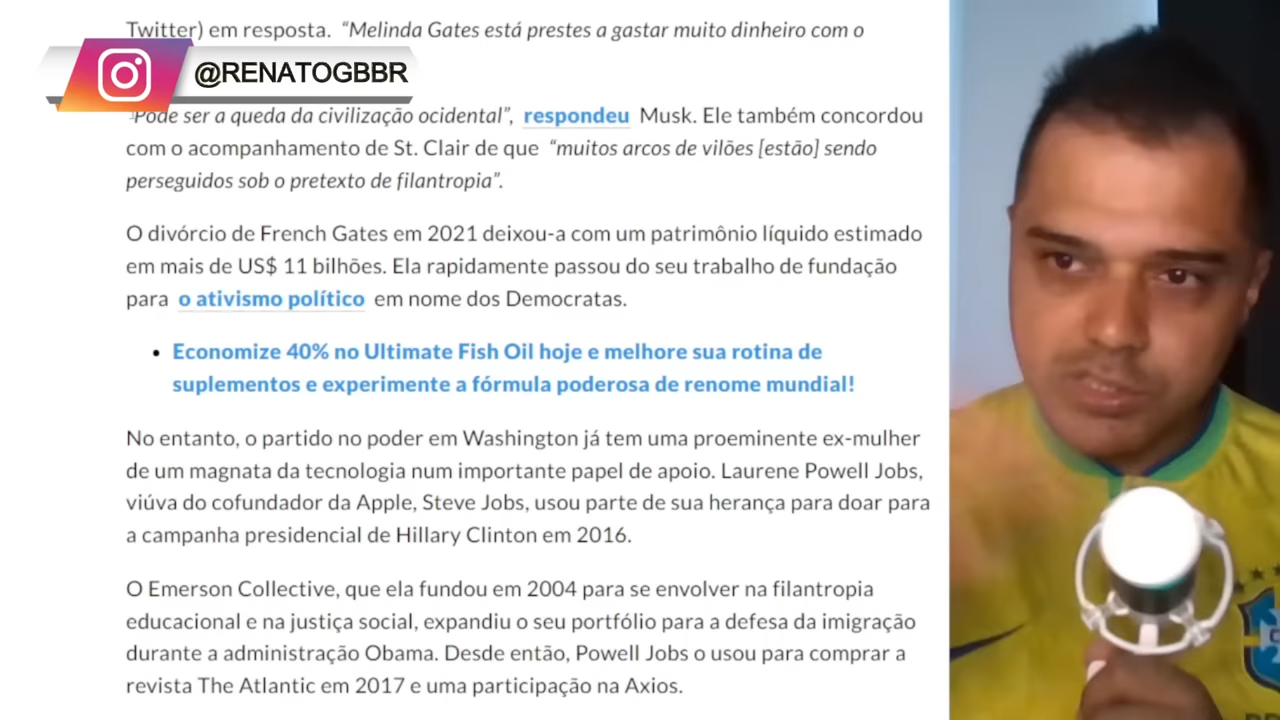 Twitter) em resposta. “Melinda Gates está prestes a gastar muito dinheiro com o
@RENATOGBBR
“Pode ser a queda da civilização ocidental”, respondeu Musk. Ele também concordou
com o acompanhamento de St. Clair de que “muitos arcos de vilões [estão] sendo
perseguidos sob o pretexto de filantropia”.
O divórcio de French Gates em 2021 deixou-a com um patrimônio líquido estimado
em mais de US$ 11 bilhões. Ela rapidamente passou do seu trabalho de fundação
para o ativismo político em nome dos Democratas.
• Economize 40% no Ultimate Fish Oil hoje e melhore sua rotina de
suplementos e experimente a fórmula poderosa de renome mundial!
No entanto, o partido no poder em Washington já tem uma proeminente ex-mulher
de um magnata da tecnologia num importante papel de apoio. Laurene Powell Jobs,
viúva do cofundador da Apple, Steve Jobs, usou parte de sua herança para doar para
a campanha presidencial de Hillary Clinton em 2016.
O Emerson Collective, que ela fundou em 2004 para se envolver na filantropia
educacional e na justiça social, expandiu o seu portfólio para a defesa da imigração
durante a administração Obama. Desde então, Powell Jobs o usou para comprar a
revista The Atlantic em 2017 e uma participação na Axios.